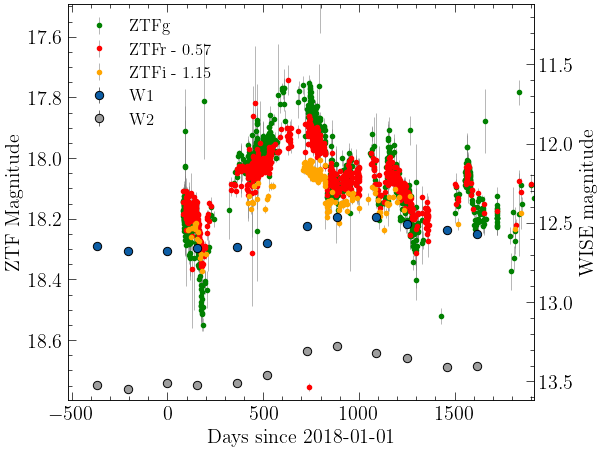 ZTFg
ZTFr - 0.57
ZTFi - 1.15
W1
W2
17.6
17.8
18.0
18.2
18.4
18.6
ZTF Magnitude
11.5
12.0
12.5
13.0
13.5
WISE magnitude
−500
0
500
1000
1500
Days since 2018-01-01